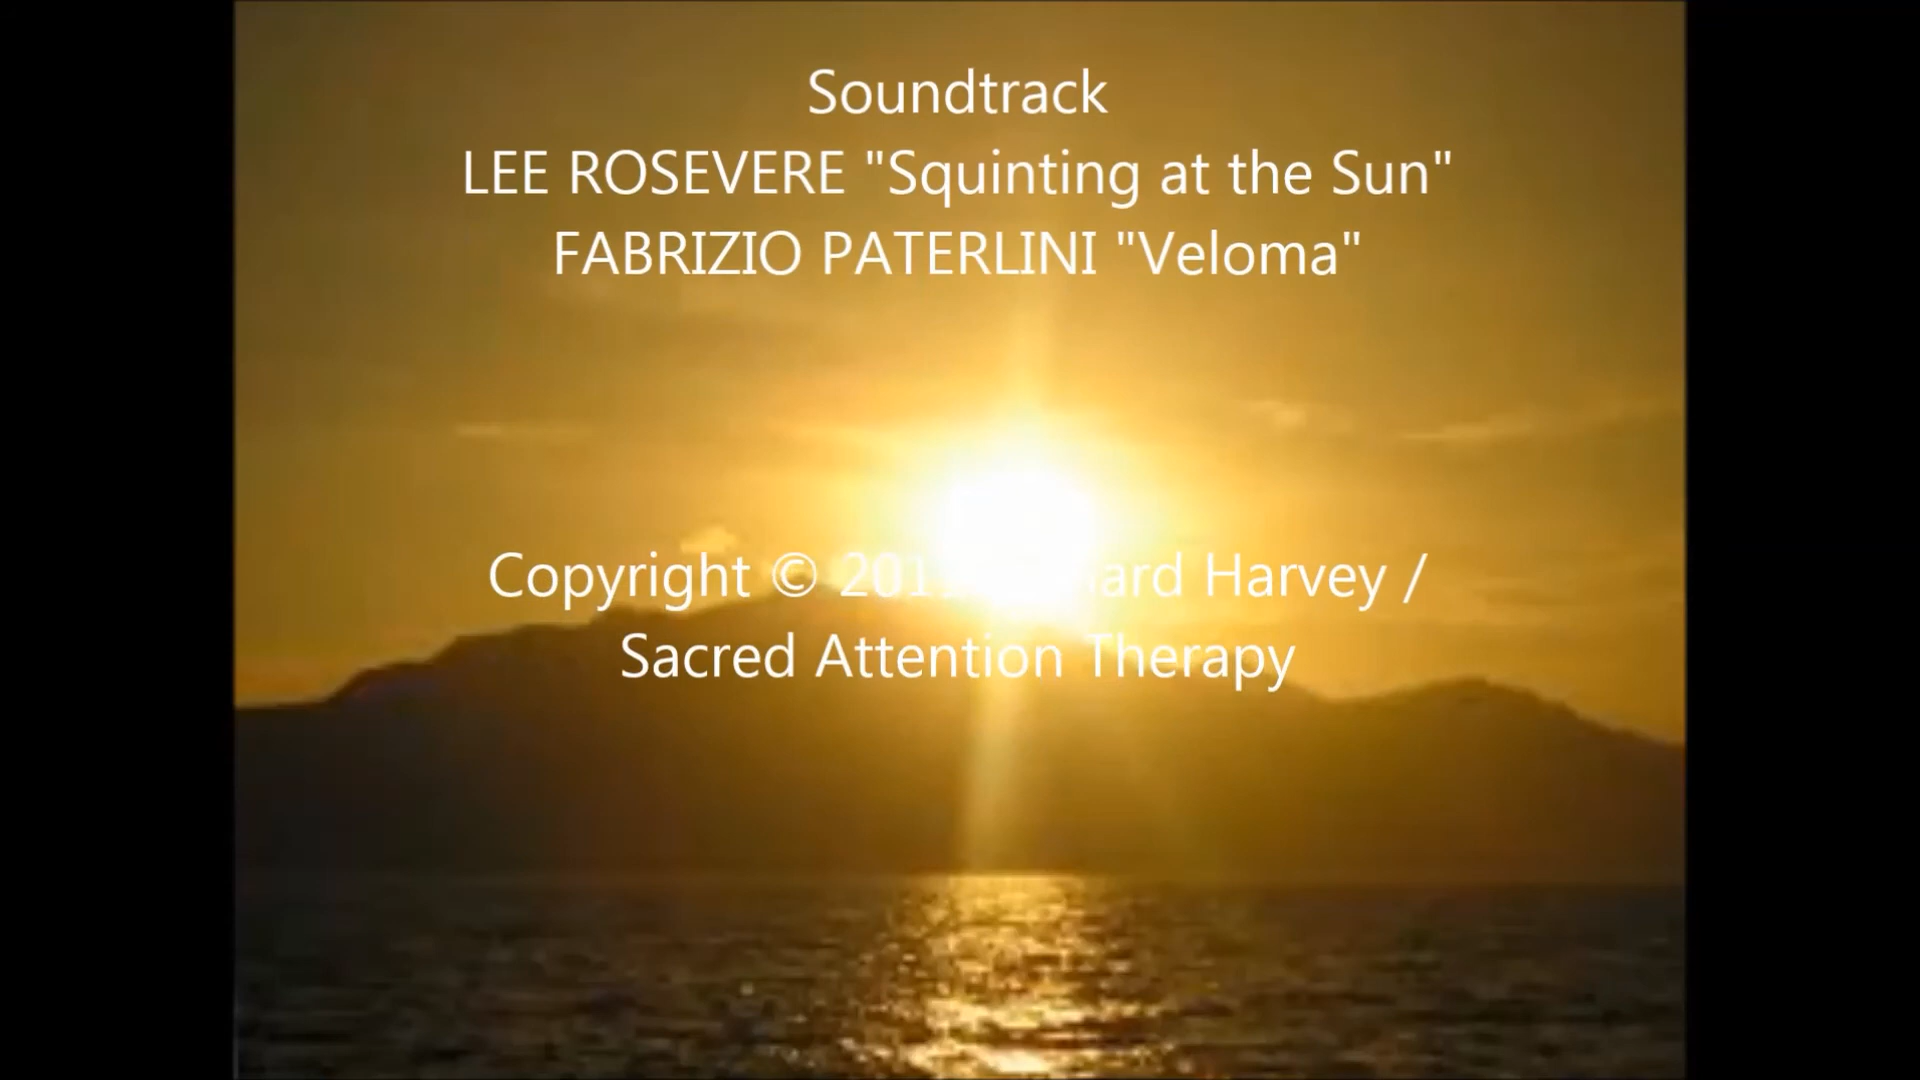 Soundtrack
LEE ROSEVERE "Squinting at the Sun"
FABRIZIO PATERLINI "Veloma"
Copyright © Harvey /
Sacred Attention Therapy